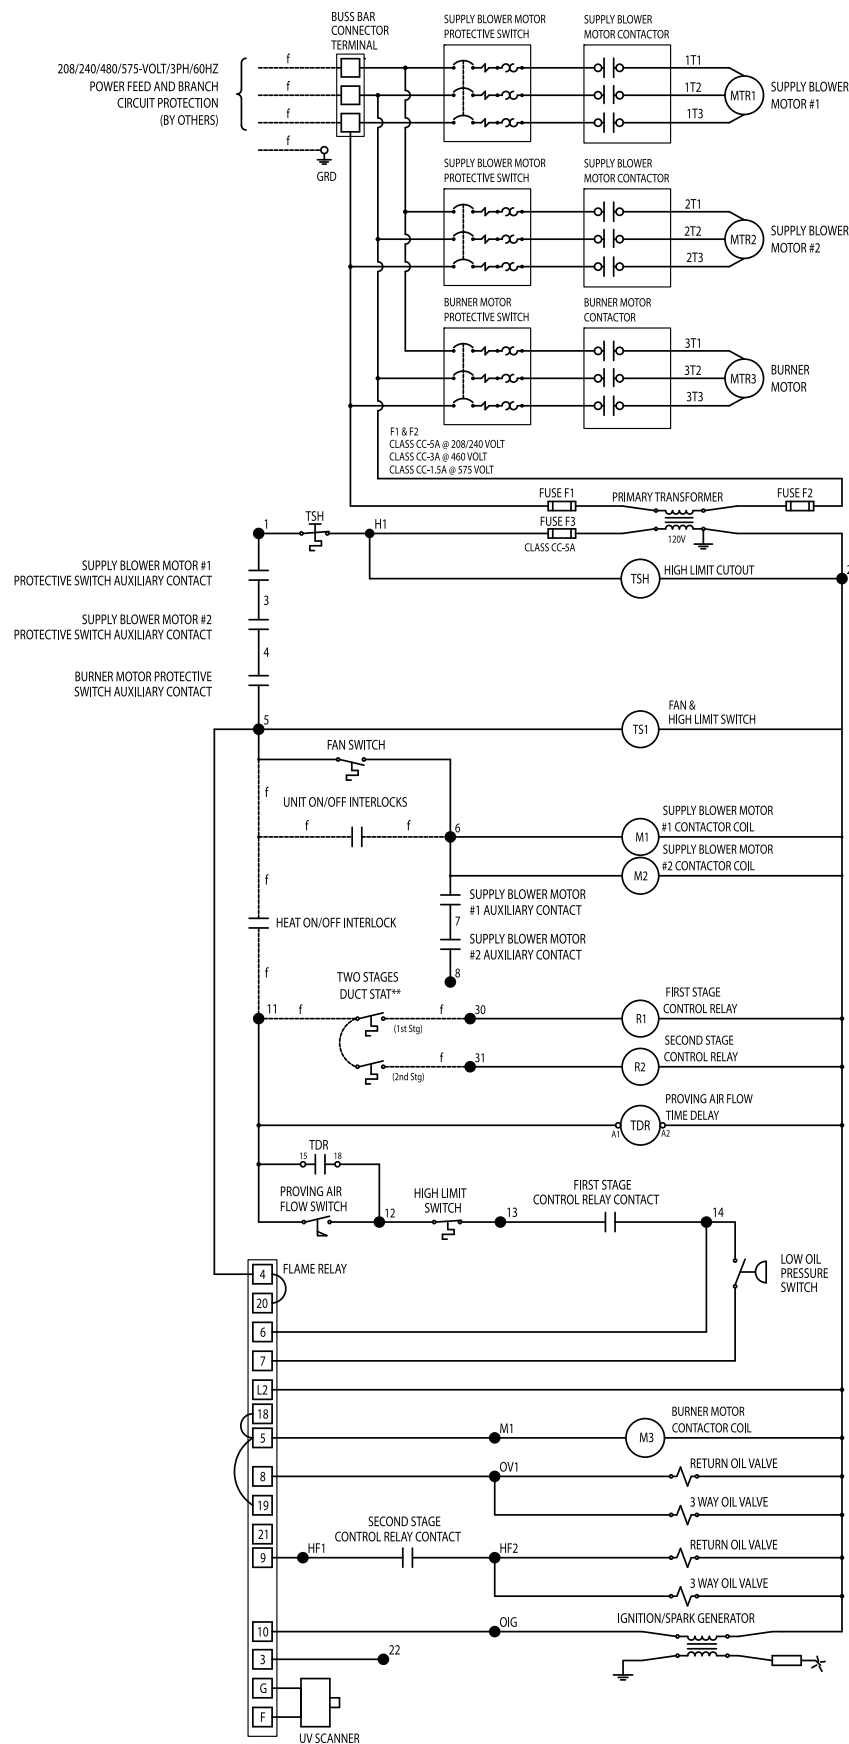 BUSS BAR
CONNECTOR
TERMINAL
SUPPLY BLOWER MOTOR
PROTECTIVE SWITCH
SUPPLY BLOWER
MOTOR CONTACTOR
208/240/480/575-VOLT/3PH/60HZ
POWER FEED AND BRANCH
CIRCUIT PROTECTION
(BY OTHERS)
f
f
f
f
GRD
1T1
1T2
1T3
MTR1
SUPPLY BLOWER
MOTOR #1
SUPPLY BLOWER MOTOR
PROTECTIVE SWITCH
SUPPLY BLOWER
MOTOR CONTACTOR
2T1
2T2
2T3
MTR2
SUPPLY BLOWER
MOTOR #2
BURNER MOTOR
PROTECTIVE SWITCH
BURNER MOTOR
CONTACTOR
3T1
3T2
3T3
MTR3
BURNER
MOTOR
F1 & F2
CLASS CC-5A @ 208/240 VOLT
CLASS CC-3A @ 460 VOLT
CLASS CC-1.5A @ 575 VOLT
FUSE F1
PRIMARY TRANSFORMER
FUSE F2
1
TSH
H1
FUSE F3
CLASS CC-5A
120V
SUPPLY BLOWER MOTOR #1
PROTECTIVE SWITCH AUXILIARY CONTACT
TSH
HIGH LIMIT CUTOUT
2
3
SUPPLY BLOWER MOTOR #2
PROTECTIVE SWITCH AUXILIARY CONTACT
4
BURNER MOTOR PROTECTIVE
SWITCH AUXILIARY CONTACT
5
TS1
FAN &
HIGH LIMIT SWITCH
FAN SWITCH
f
UNIT ON/OFF INTERLOCKS
f
f
6
M1
SUPPLY BLOWER MOTOR
#1 CONTACTOR COIL
M2
SUPPLY BLOWER MOTOR
#2 CONTACTOR COIL
f
SUPPLY BLOWER MOTOR
#1 AUXILIARY CONTACT
HEAT ON/OFF INTERLOCK
7
SUPPLY BLOWER MOTOR
#2 AUXILIARY CONTACT
f
8
TWO STAGES
DUCT STAT**
11
f
(1st Stg)
f
30
R1
FIRST STAGE
CONTROL RELAY
(2nd Stg)
f
31
R2
SECOND STAGE
CONTROL RELAY
A1
TDR
A2
PROVING AIR FLOW
TIME DELAY
TDR
15
18
PROVING AIR
FLOW SWITCH
12
HIGH LIMIT
SWITCH
13
FIRST STAGE
CONTROL RELAY CONTACT
14
LOW OIL
PRESSURE
SWITCH
4
FLAME RELAY
20
6
7
L2
18
5
M1
M3
BURNER MOTOR
CONTACTOR COIL
8
OV1
RETURN OIL VALVE
19
3 WAY OIL VALVE
21
9
HF1
SECOND STAGE
CONTROL RELAY CONTACT
HF2
RETURN OIL VALVE
3 WAY OIL VALVE
10
OIG
IGNITION/SPARK GENERATOR
3
22
G
F
UV SCANNER